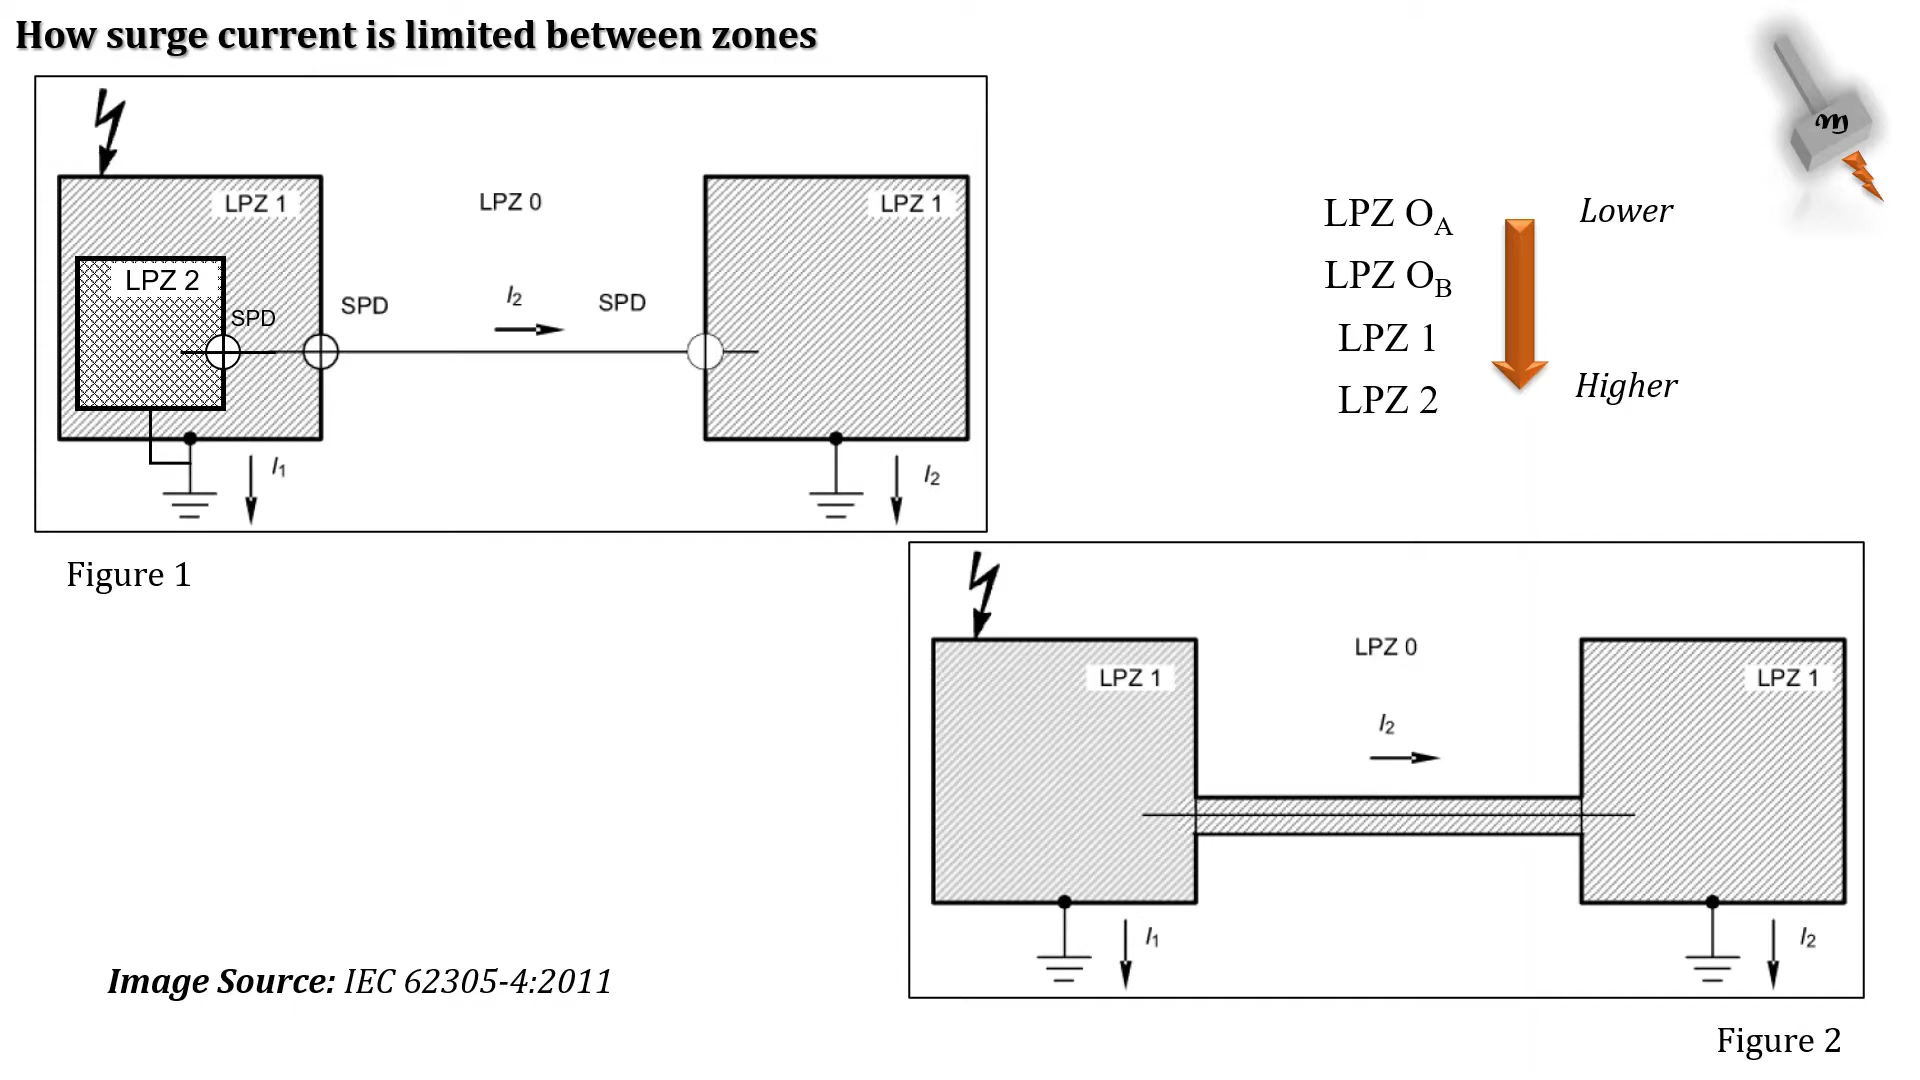 How surge current is limited between zones
LPZ 1
LPZ 0
LPZ 1
LPZ 2
SPD
SPD
I2
SPD
I1
I2
Figure 1
LPZ OA
LPZ OB
LPZ 1
LPZ 2
Lower
Higher
m
LPZ 1
LPZ 0
LPZ 1
I2
I1
I2
Figure 2
Image Source: IEC 62305-4:2011